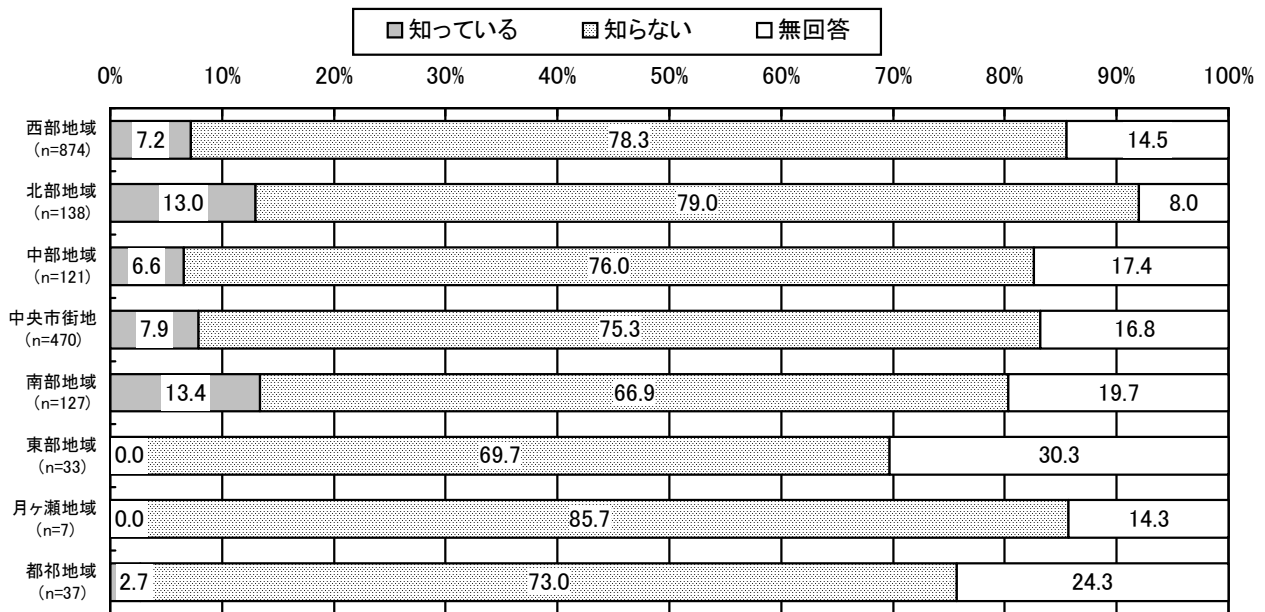 知っている 知らない 無回答
0% 10% 20% 30% 40% 50% 60% 70% 80% 90% 100%
西部地域
(n=874)
7.2 78.3 14.5
北部地域
(n=138)
13.0 79.0 8.0
中部地域
(n=121)
6.6 76.0 17.4
中央市街地
(n=470)
7.9 75.3 16.8
南部地域
(n=127)
13.4 66.9 19.7
東部地域
(n=33)
0.0 69.7 30.3
月ヶ瀬地域
(n=7)
0.0 85.7 14.3
都祁地域
(n=37)
2.7 73.0 24.3